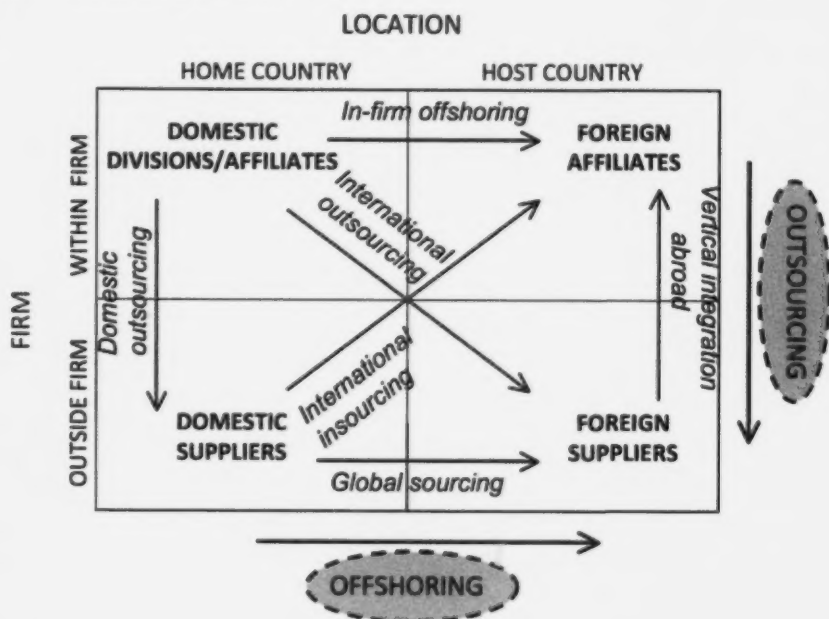 LOCATION
HOME COUNTRY
HOST COUNTRY
In-firm offshoring
DOMESTIC
DIVISIONS/AFFILIATES
FOREIGN
AFFILIATES
WITHIN FIRM
International
outsourcing
Vertical integration
abroad
OUTSOURCING
FIRM
Domestic
outsourcing
OUTSIDE FIRM
International
insourcing
DOMESTIC
SUPPLIERS
FOREIGN
SUPPLIERS
Global sourcing
OFFSHORING